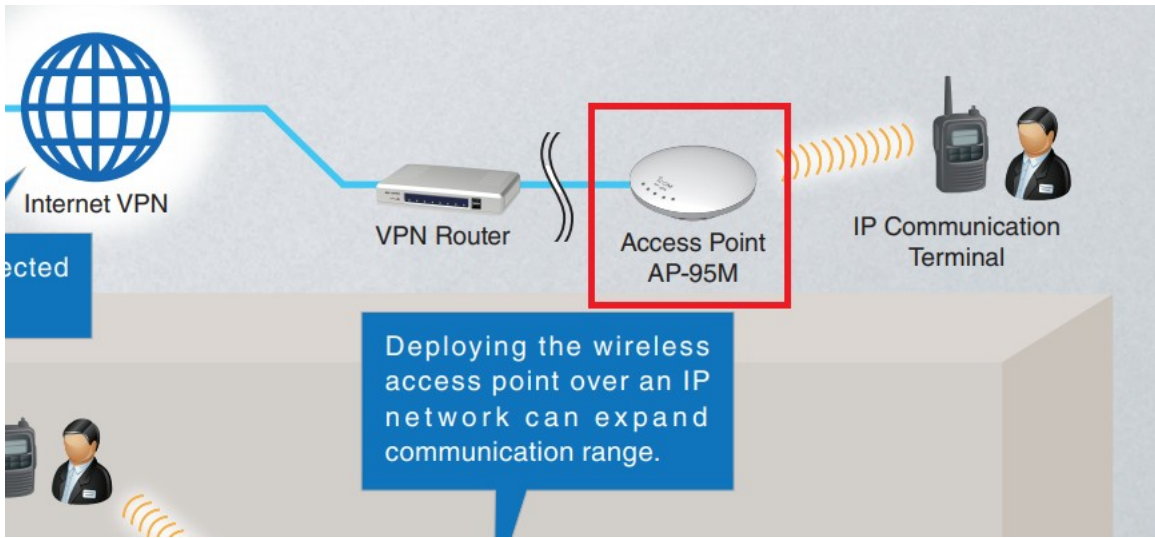 Internet VPN
VPN Router
Access Point
AP-95M
IP Communication
Terminal
ected
Deploying the wireless
access point over an IP
network can expand
communication range.